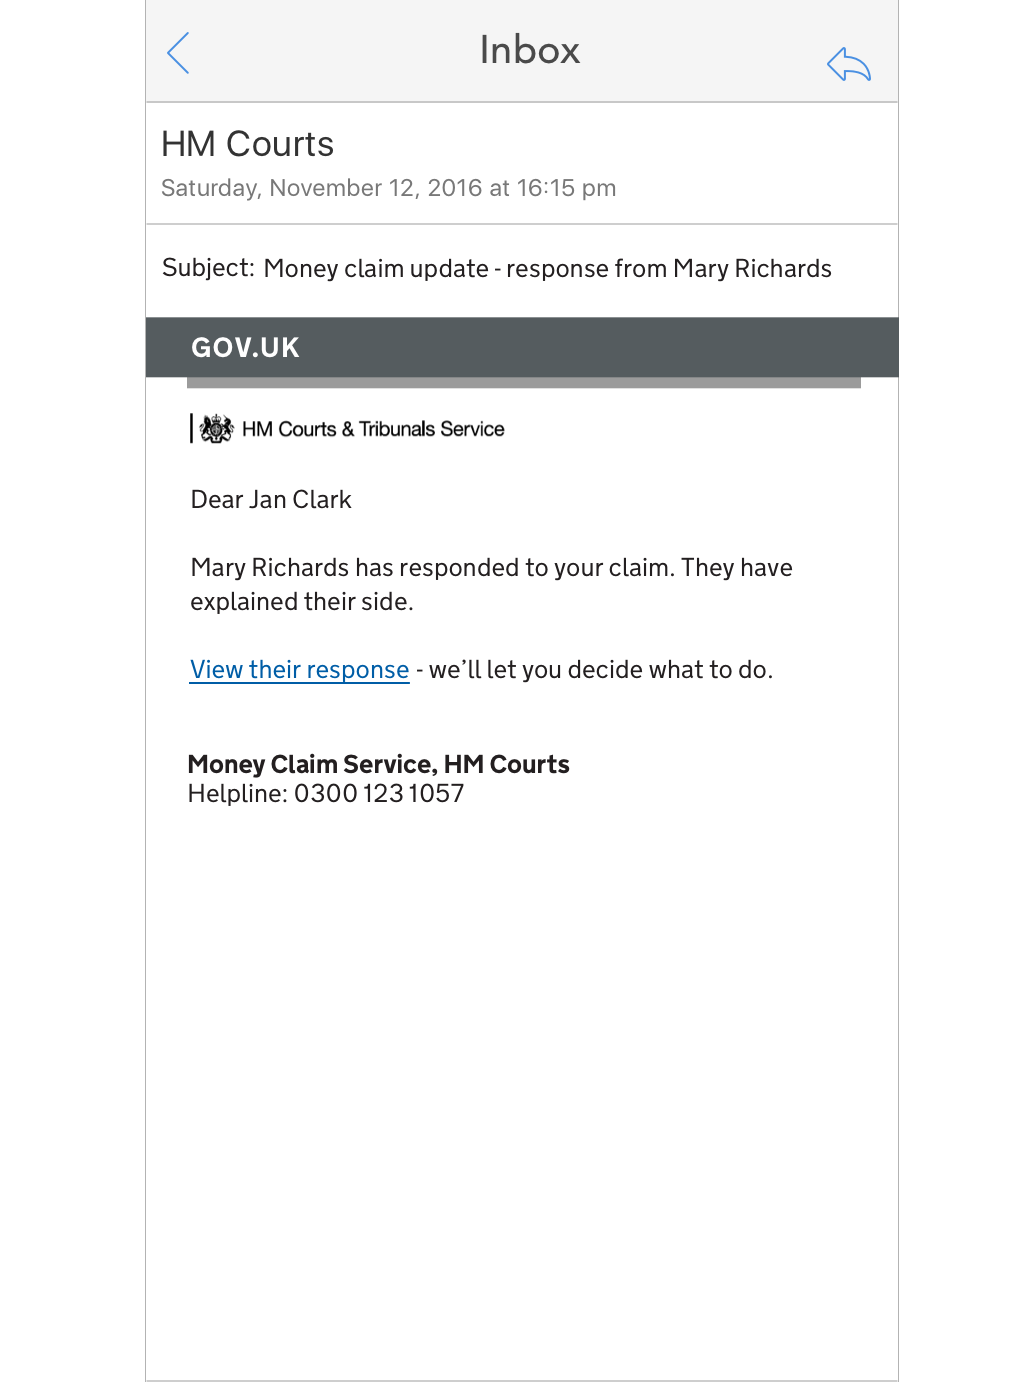 Inbox
HM Courts
Saturday, November 12, 2016 at 16:15 pm
Subject: Money claim update - response from Mary Richards
GOV.UK
HM Courts & Tribunals Service
Dear Jan Clark
Mary Richards has responded to your claim. They have
explained their side.
View their response - we’ll let you decide what to do.
Money Claim Service, HM Courts
Helpline: 0300 123 1057